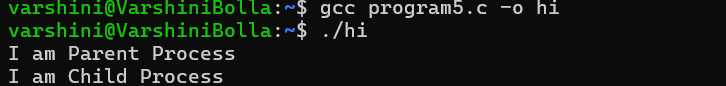 varshini@VarshiniBolla:~$ gcc program5.c -o hi
varshini@VarshiniBolla:~$ ./hi
I am Parent Process
I am Child Process